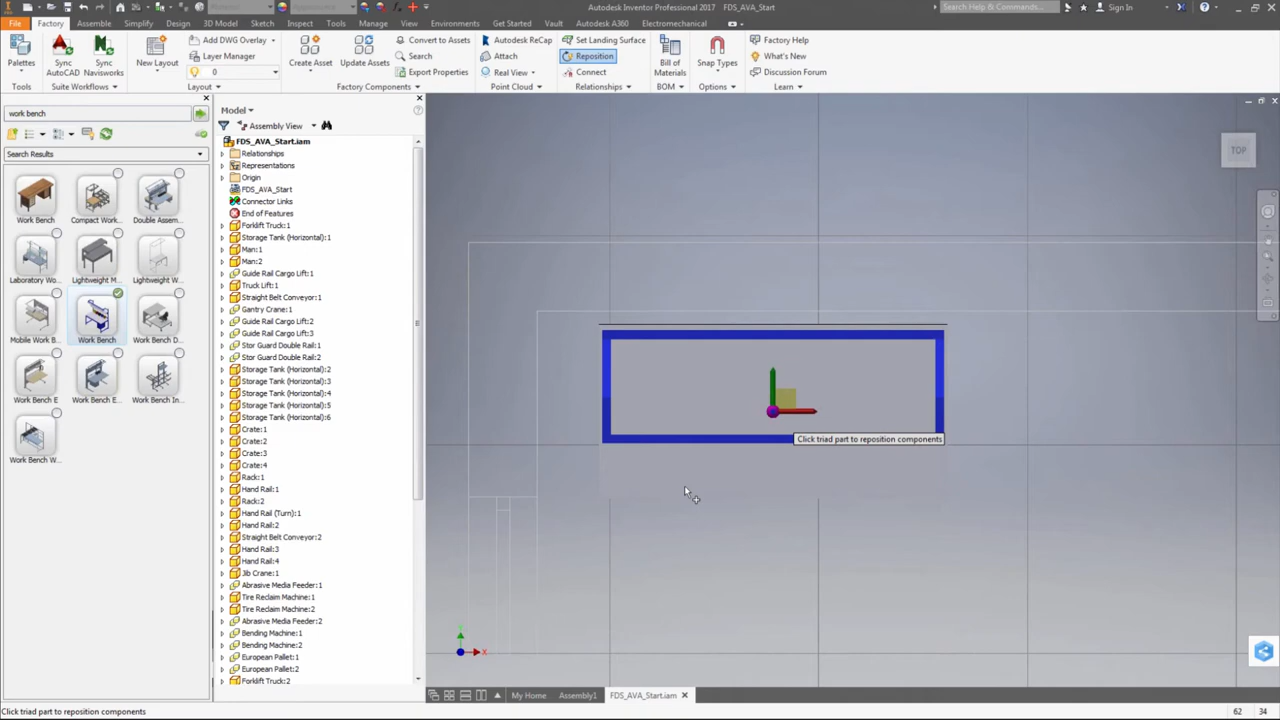 Autodesk Inventor Professional 2017 FDS_AVA_Start
Search Help & Commands...
Sign In
File Factory Assemble Simplify Design 3D Model Sketch Inspect Tools Manage View Environments Get Started Vault Autodesk A360 Electromechanical
Palettes
Tools
Sync AutoCAD
Sync Navisworks
Suite Workflows
New Layout
Add DWG Overlay
Layer Manager
0
Layout
Create Asset
Update Assets
Convert to Assets
Search
Export Properties
Factory Components
Autodesk ReCap
Attach
Real View
Point Cloud
Set Landing Surface
Reposition
Connect
Relationships
Bill of Materials
BOM
Snap Types
Options
Factory Help
What's New
Discussion Forum
Learn
work bench
Search Results
Work Bench
Compact Work...
Double Assem...
Laboratory Wo...
Lightweight M...
Lightweight W...
Mobile Work B...
Work Bench
Work Bench D...
Work Bench E
Work Bench E...
Work Bench In...
Work Bench W...
Model
Assembly View
FDS_AVA_Start.iam
Relationships
Representations
Origin
FDS_AVA_Start
Connector Links
End of Features
Forklift Truck:1
Storage Tank (Horizontal):1
Man:1
Man:2
Guide Rail Cargo Lift:1
Truck Lift:1
Straight Belt Conveyor:1
Gantry Crane:1
Guide Rail Cargo Lift:2
Guide Rail Cargo Lift:3
Stor Guard Double Rail:1
Stor Guard Double Rail:2
Storage Tank (Horizontal):2
Storage Tank (Horizontal):3
Storage Tank (Horizontal):4
Storage Tank (Horizontal):5
Storage Tank (Horizontal):6
Crate:1
Crate:2
Crate:3
Crate:4
Rack:1
Hand Rail:1
Rack:2
Hand Rail (Turn):1
Hand Rail:2
Straight Belt Conveyor:2
Hand Rail:3
Hand Rail:4
Jib Crane:1
Abrasive Media Feeder:1
Tire Reclaim Machine:1
Tire Reclaim Machine:2
Abrasive Media Feeder:2
Bending Machine:1
Bending Machine:2
European Pallet:1
European Pallet:2
Forklift Truck:2
TOP
Click triad part to reposition components
X
My Home Assembly1 FDS_AVA_Start.iam
Click triad part to reposition components
62 34